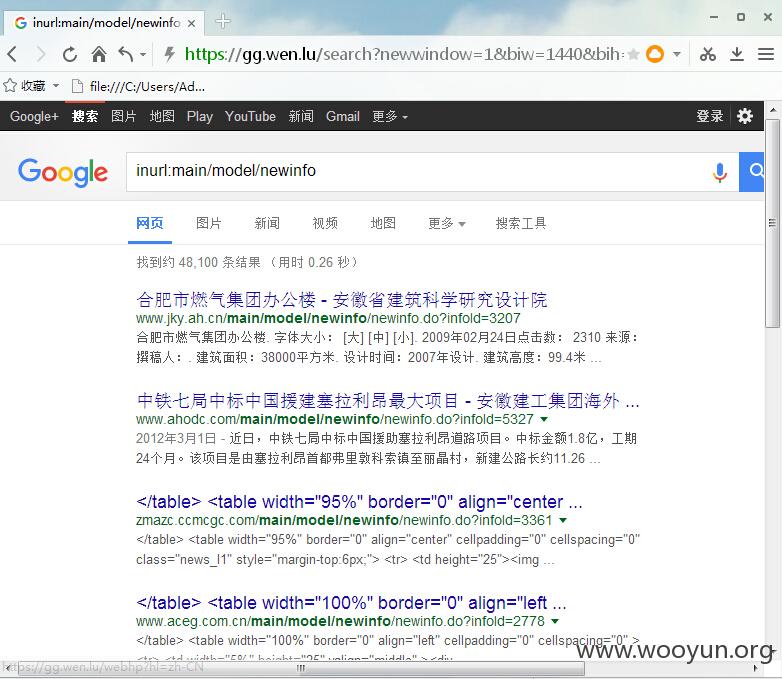 inurl:main/model/newinfo
https://gg.wen.lu/search?newwindow=1&biw=1440&bih=
收藏 file:///C:/Users/Ad...
Google+ 搜索 图片 地图 Play YouTube 新闻 Gmail 更多 登录
Google inurl:main/model/newinfo
网页 图片 新闻 视频 地图 更多 搜索工具
找到约 48,100 条结果 （用时 0.26 秒）
合肥市燃气集团办公楼 - 安徽省建筑科学研究设计院
www.jky.ah.cn/main/model/newinfo/newinfo.do?infoId=3207
合肥市燃气集团办公楼. 字体大小： [大] [中] [小]. 2009年02月24日点击数： 2310 来源：
撰稿人：. 建筑面积：38000平方米. 设计时间：2007年设计. 建筑高度：99.4米 ...
中铁七局中标中国援建塞拉利昂最大项目 - 安徽建工集团海外 ...
www.ahodc.com/main/model/newinfo/newinfo.do?infoId=5327
2012年3月1日 - 近日，中铁七局中标中国援助塞拉利昂道路项目。中标金额1.8亿，工期
24个月。该项目是由塞拉利昂首都弗里敦科索镇至丽晶村，新建公路长约11.26 ...
</table> <table width="95%" border="0" align="center ...
zmazc.ccmcgc.com/main/model/newinfo/newinfo.do?infoId=3361
</table> <table width="95%" border="0" align="center" cellpadding="0" cellspacing="0"
class="news_l1" style="margin-top:6px;"> <tr> <td height="25"><img ...
</table> <table width="100%" border="0" align="left ...
www.aceg.com.cn/main/model/newinfo/newinfo.do?infoId=2778
</table> <table width="100%" border="0" align="left" cellpadding="0" cellspacing="0" >
<tr> <td width="5%" height="25" valign="middle" ><div
https://gg.wen.lu/webhp?hl=zh-CN
www.wooyun.org